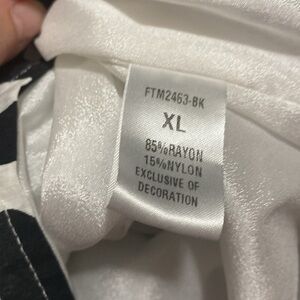 FTM2463-BK
XL
85%RAYON
15%NYLON
EXCLUSIVE OF
DECORATION